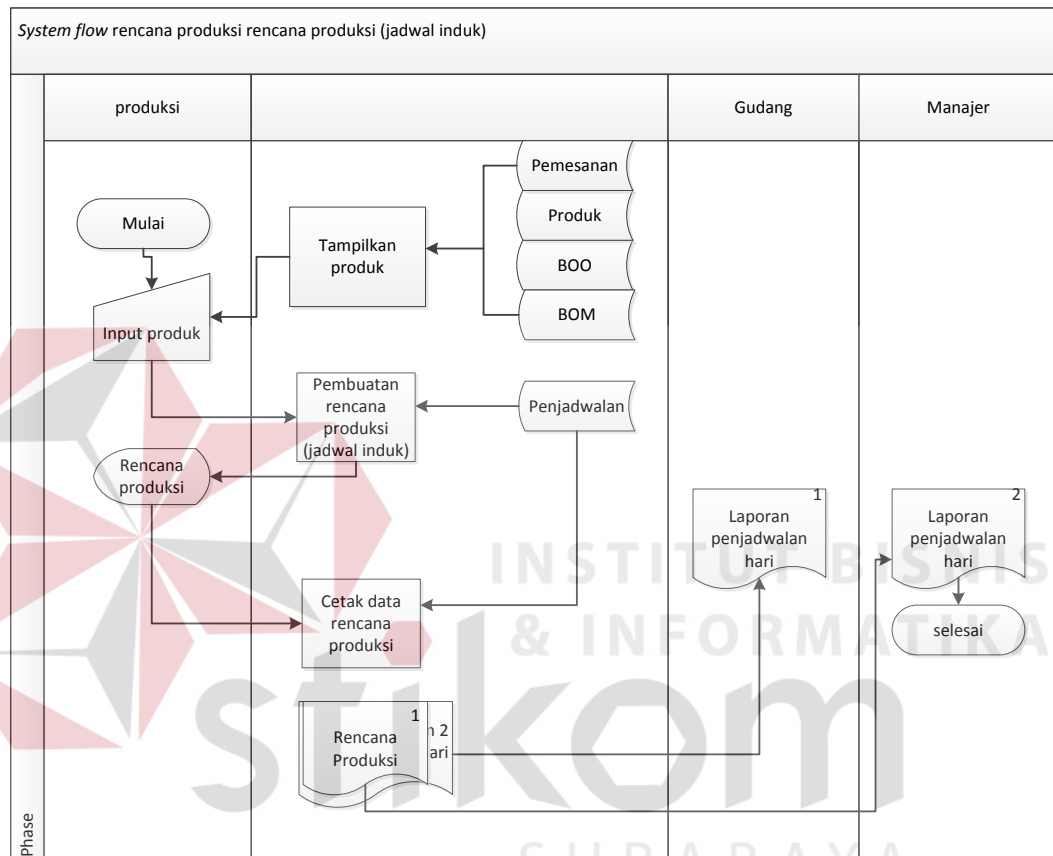 System flow rencana produksi rencana produksi (jadwal induk)
produksi
Gudang
Manajer
Phase
Mulai
Input produk
Tampilkan
produk
Pemesanan
Produk
BOO
BOM
Pembuatan
rencana
produksi
(jadwal induk)
Penjadwalan
Rencana
produksi
Cetak data
rencana
produksi
1
Rencana
Produksi
2
ari
1
Laporan
penjadwalan
hari
2
Laporan
penjadwalan
hari
selesai
INSTITUT BISNIS
& INFORMATIKA
stikom
SURABAYA